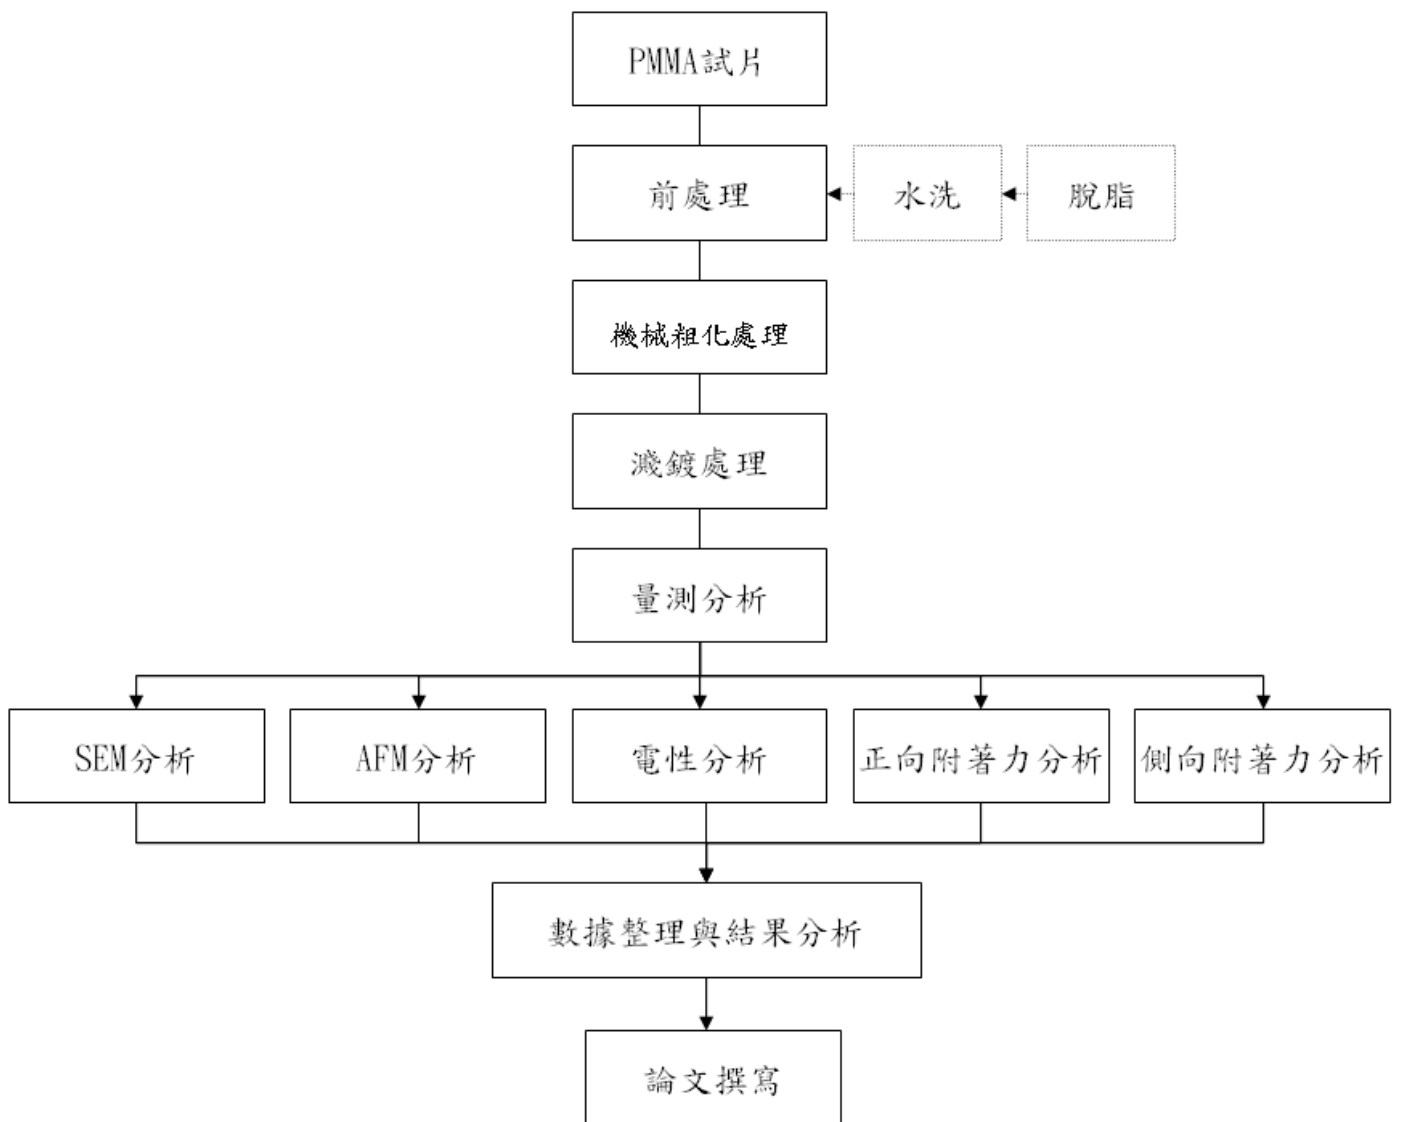 PMMA試片
前處理
水洗
脫脂
機械粗化處理
濺鍍處理
量測分析
SEM分析
AFM分析
電性分析
正向附著力分析
側向附著力分析
數據整理與結果分析
論文撰寫